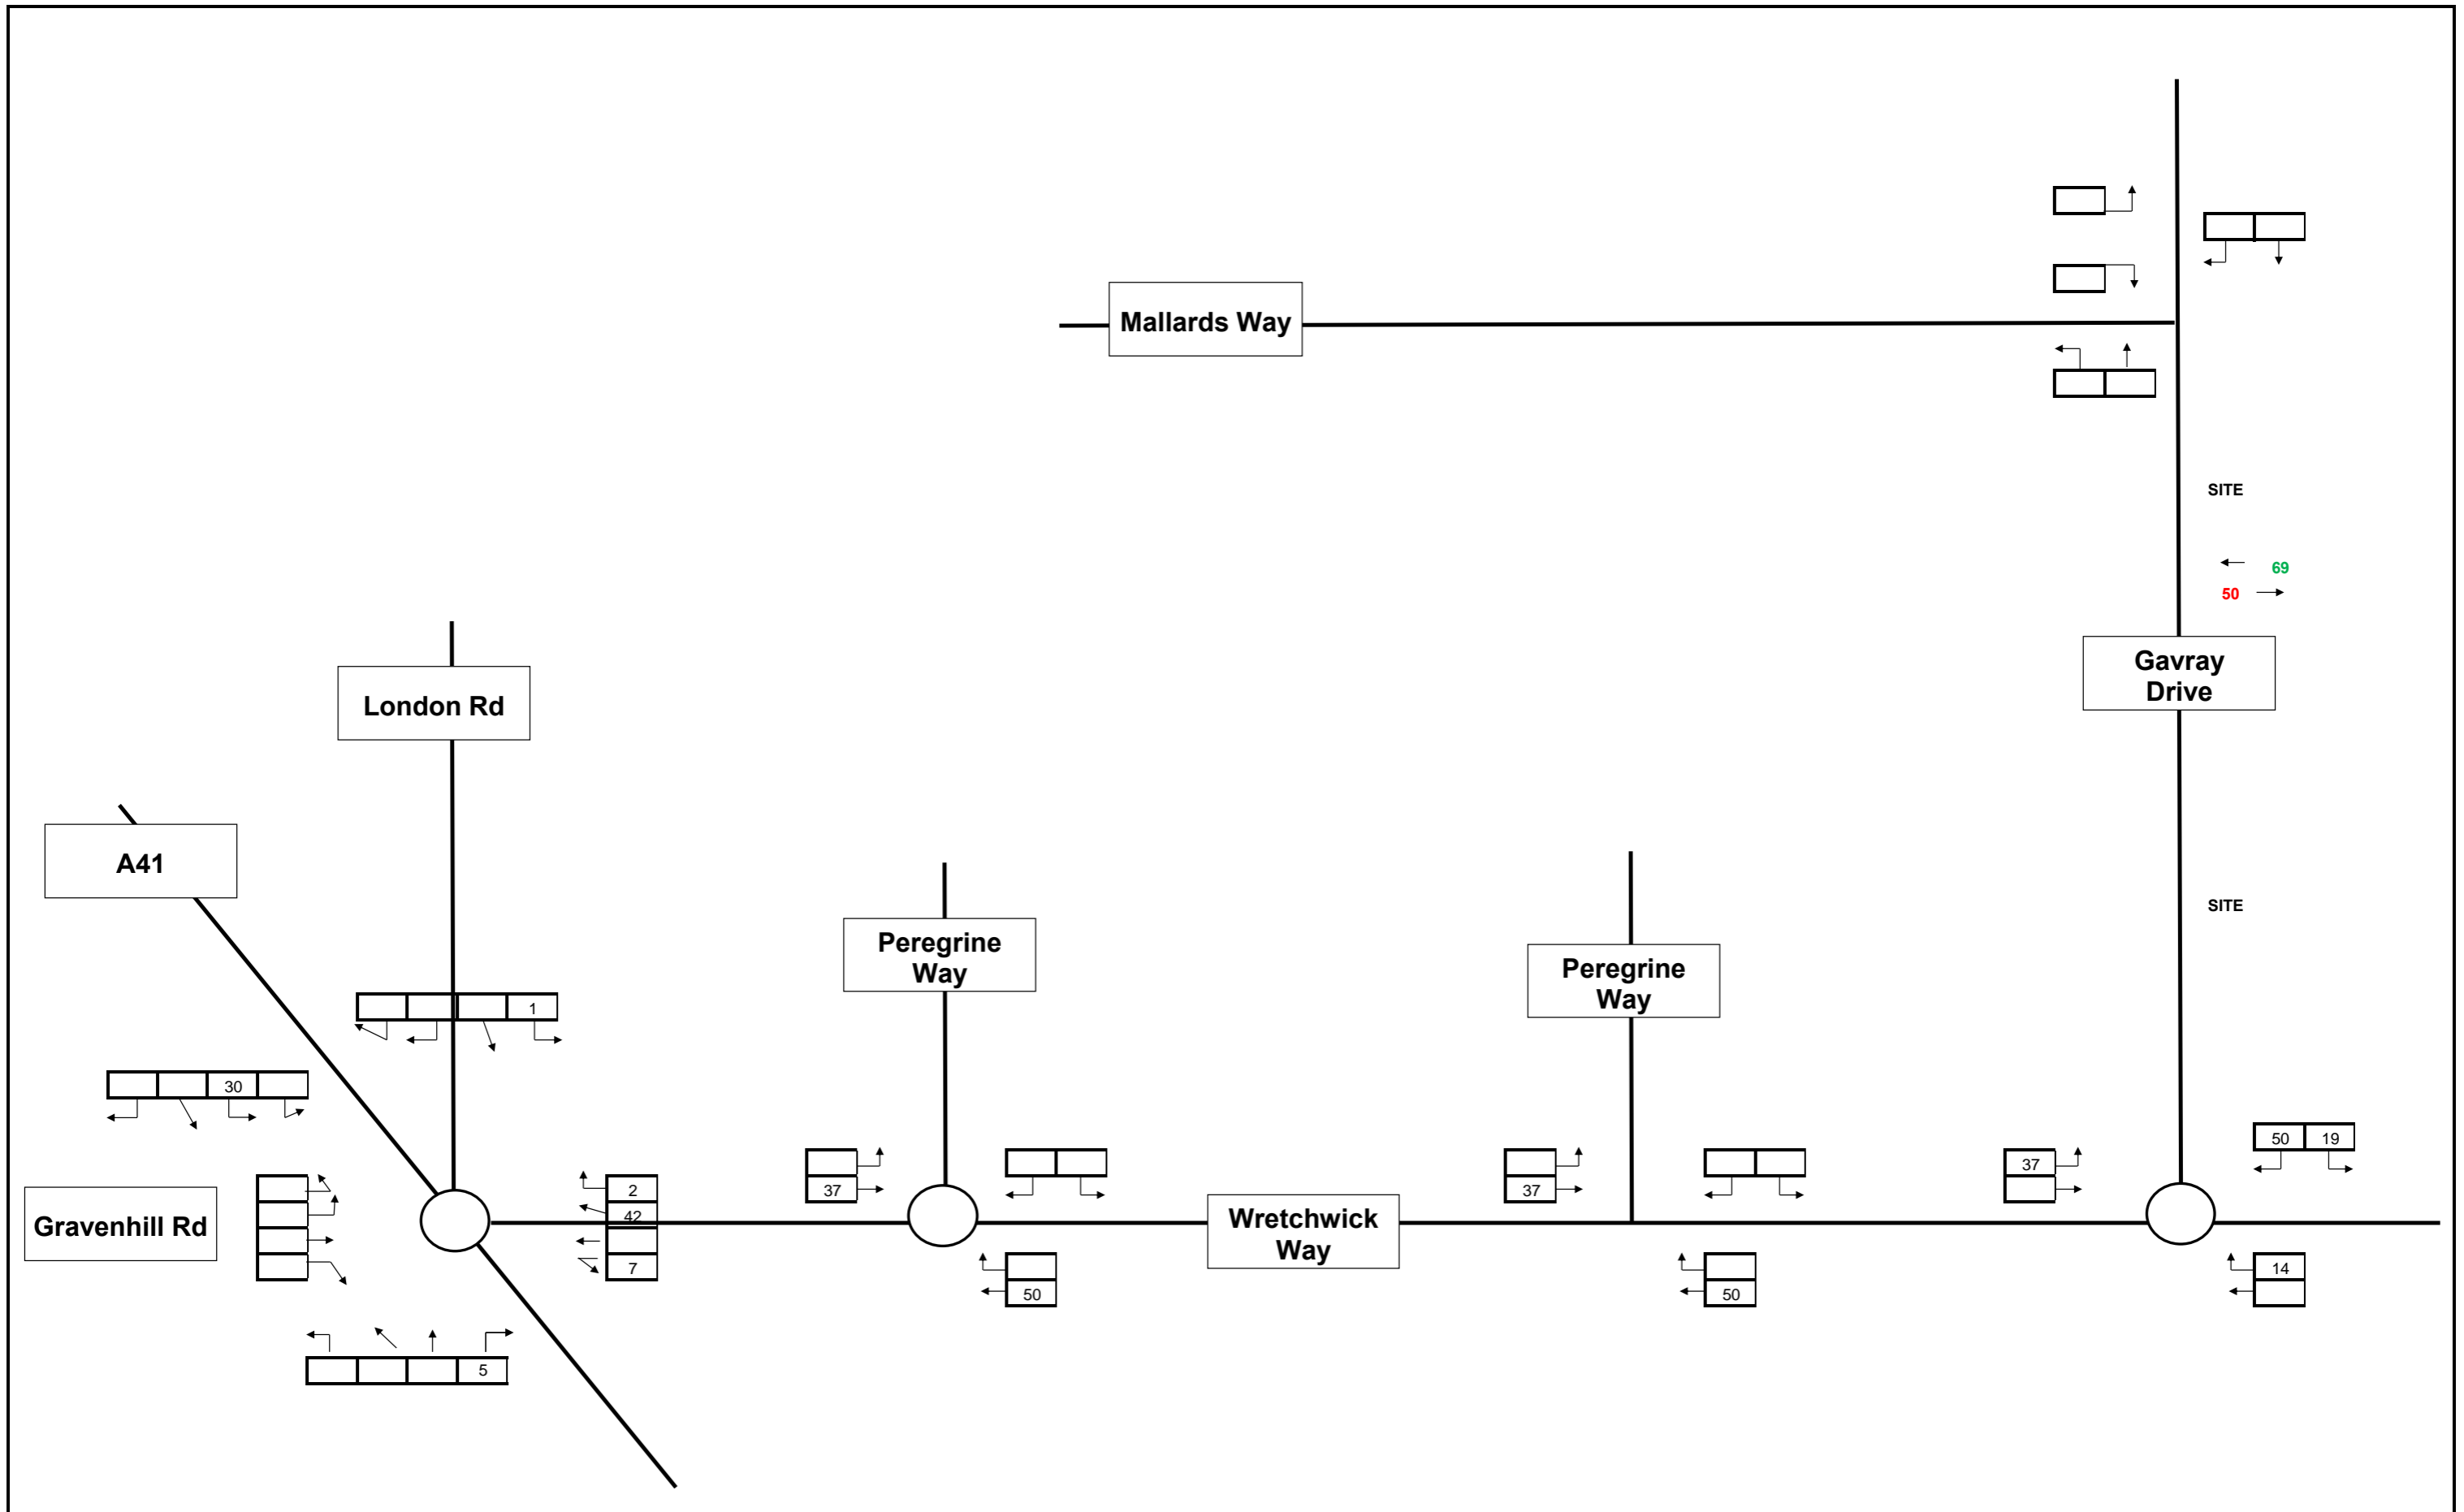 Mallards Way
SITE
69
50
Gavray
Drive
London Rd
A41
SITE
Peregrine
Way
Peregrine
Way
1
30
50 19
37
37
37
2
42
7
Gravenhill Rd
Wretchwick
Way
14
50
50
5